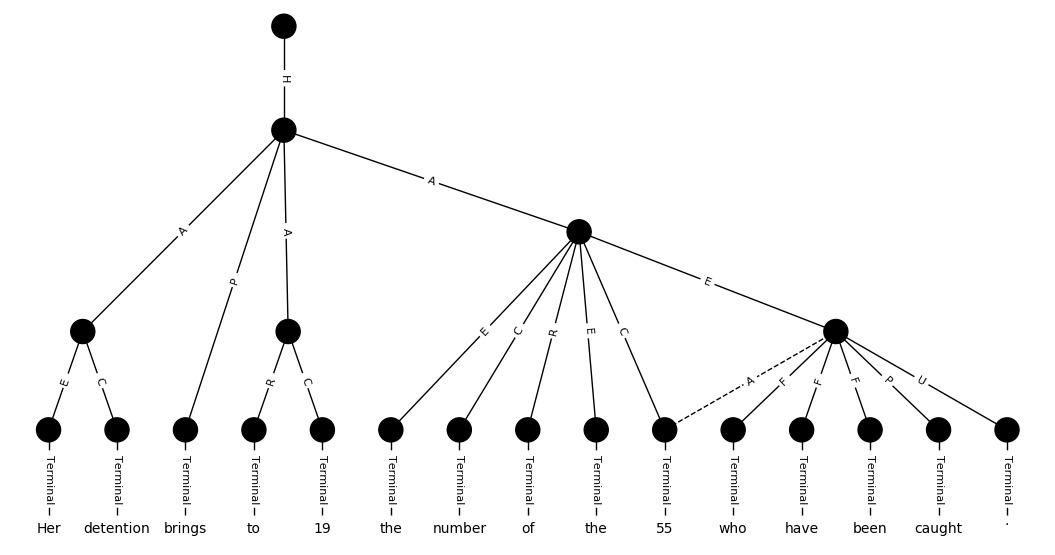 H
A
A P A E
E C R E C E
E C R C A F F F P U
Terminal Terminal Terminal Terminal Terminal Terminal Terminal Terminal Terminal Terminal Terminal Terminal Terminal Terminal Terminal
Her detention brings to 19 the number of the 55 who have been caught .